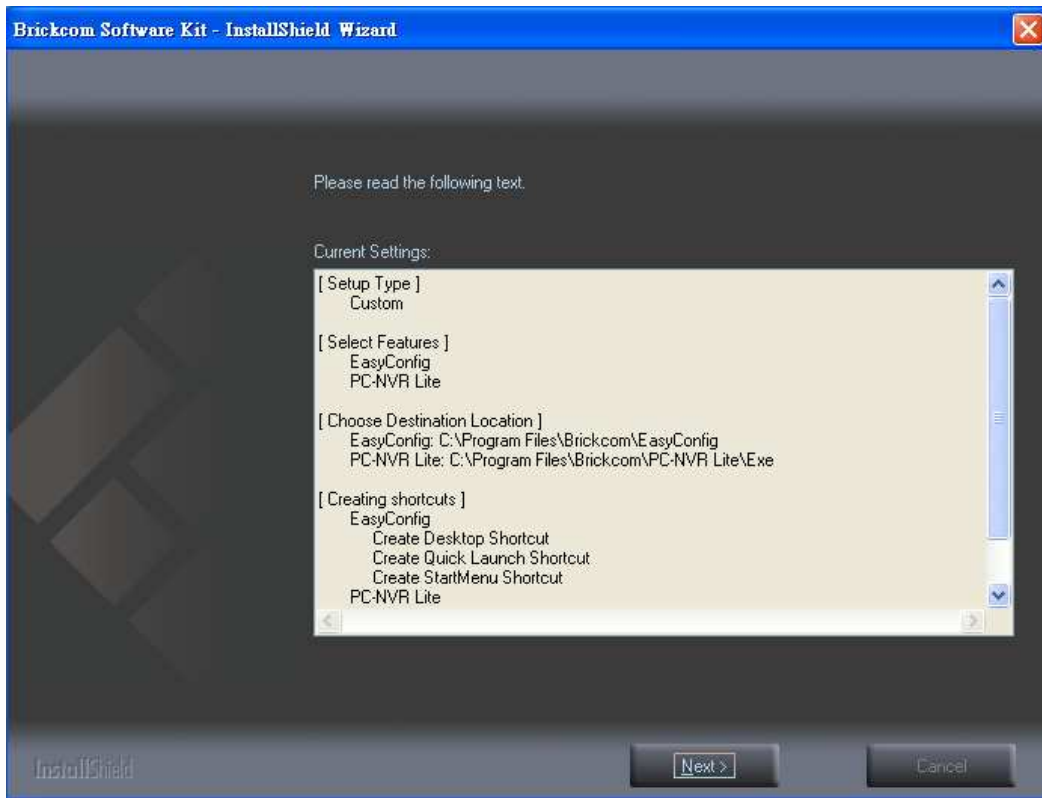 Brickcom Software Kit - InstallShield Wizard
Please read the following text.
Current Settings:
[ Setup Type ]
Custom
[ Select Features ]
EasyConfig
PC-NVR Lite
[ Choose Destination Location ]
EasyConfig: C:\Program Files\Brickcom\EasyConfig
PC-NVR Lite: C:\Program Files\Brickcom\PC-NVR Lite\Exe
[ Creating shortcuts ]
EasyConfig
Create Desktop Shortcut
Create Quick Launch Shortcut
Create StartMenu Shortcut
PC-NVR Lite
InstallShield
Next >
Cancel